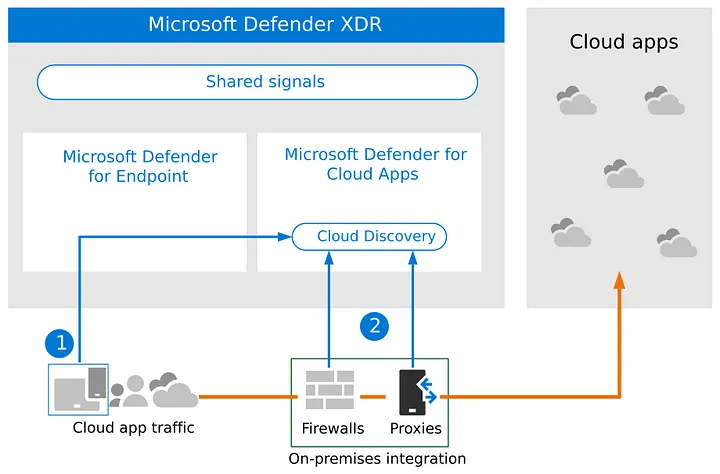 Microsoft Defender XDR
Cloud apps
Shared signals
Microsoft Defender
for Endpoint
Microsoft Defender for
Cloud Apps
Cloud Discovery
1
2
Cloud app traffic
Firewalls
Proxies
On-premises integration